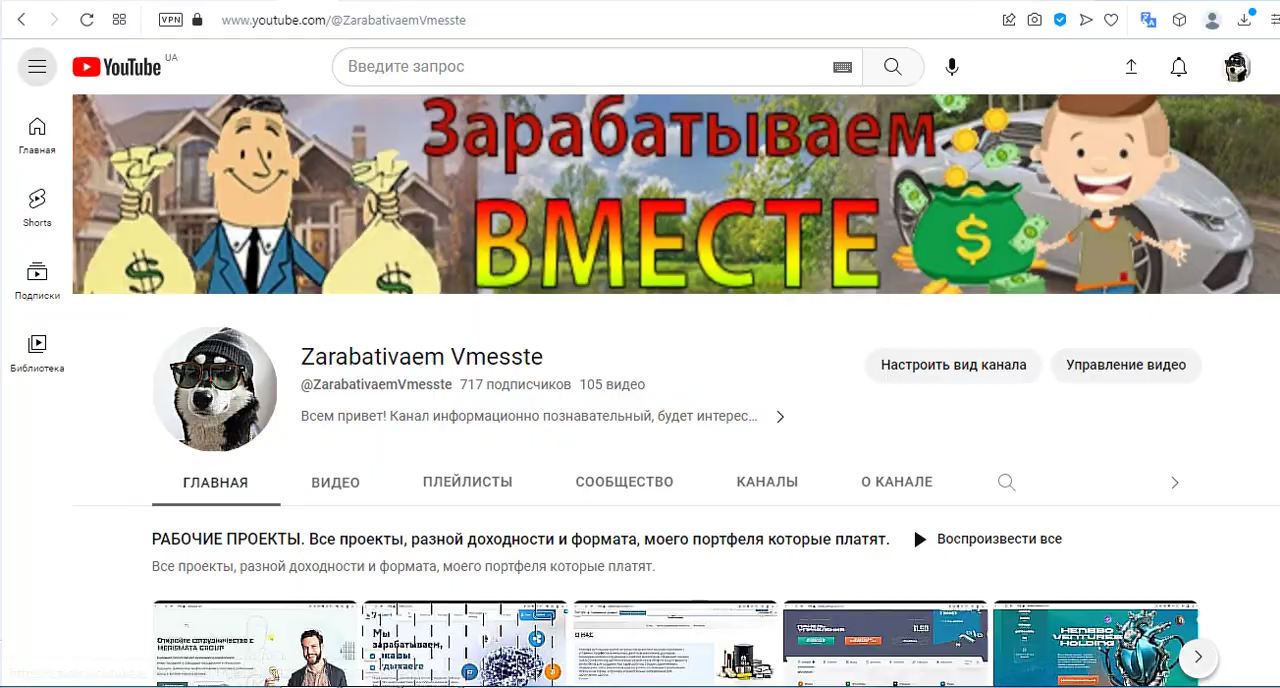 VPN
www.youtube.com/@ZarabativaemVmesste
YouTube UA
Введите запрос
Главная
Shorts
Подписки
Библиотека
Зарабатываем
ВМЕСТЕ
Zarabativaem Vmesste
@ZarabativaemVmesste 717 подписчиков 105 видео
Всем привет! Канал информационно познавательный, будет интерес...
Настроить вид канала
Управление видео
ГЛАВНАЯ ВИДЕО ПЛЕЙЛИСТЫ СООБЩЕСТВО КАНАЛЫ О КАНАЛЕ
РАБОЧИЕ ПРОЕКТЫ. Все проекты, разной доходности и формата, моего портфеля которые платят.
Воспроизвести все
Все проекты, разной доходности и формата, моего портфеля которые платят.
Откройте сотрудничество с
Мы
зарабатываем,
О НАС